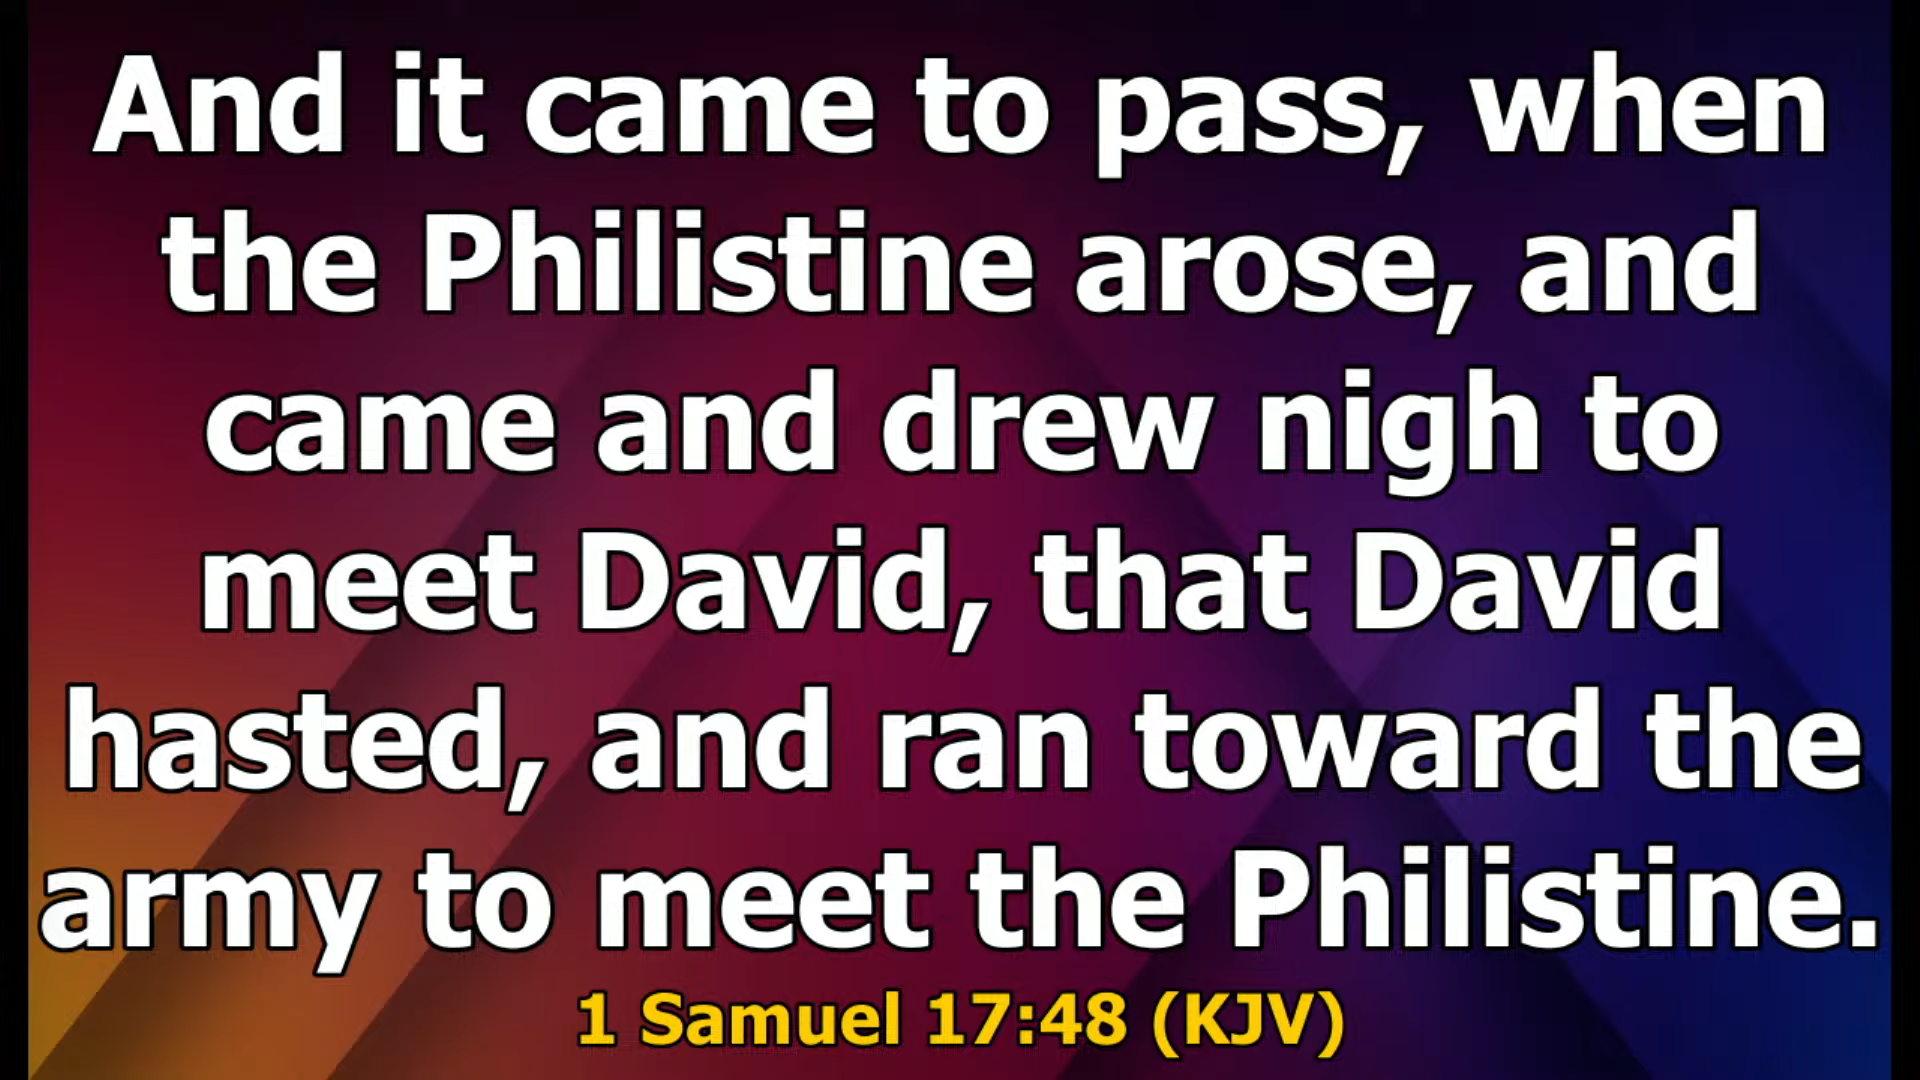 And it came to pass, when
the Philistine arose, and
came and drew nigh to
meet David, that David
hasted, and ran toward the
army to meet the Philistine.
1 Samuel 17:48 (KJV)